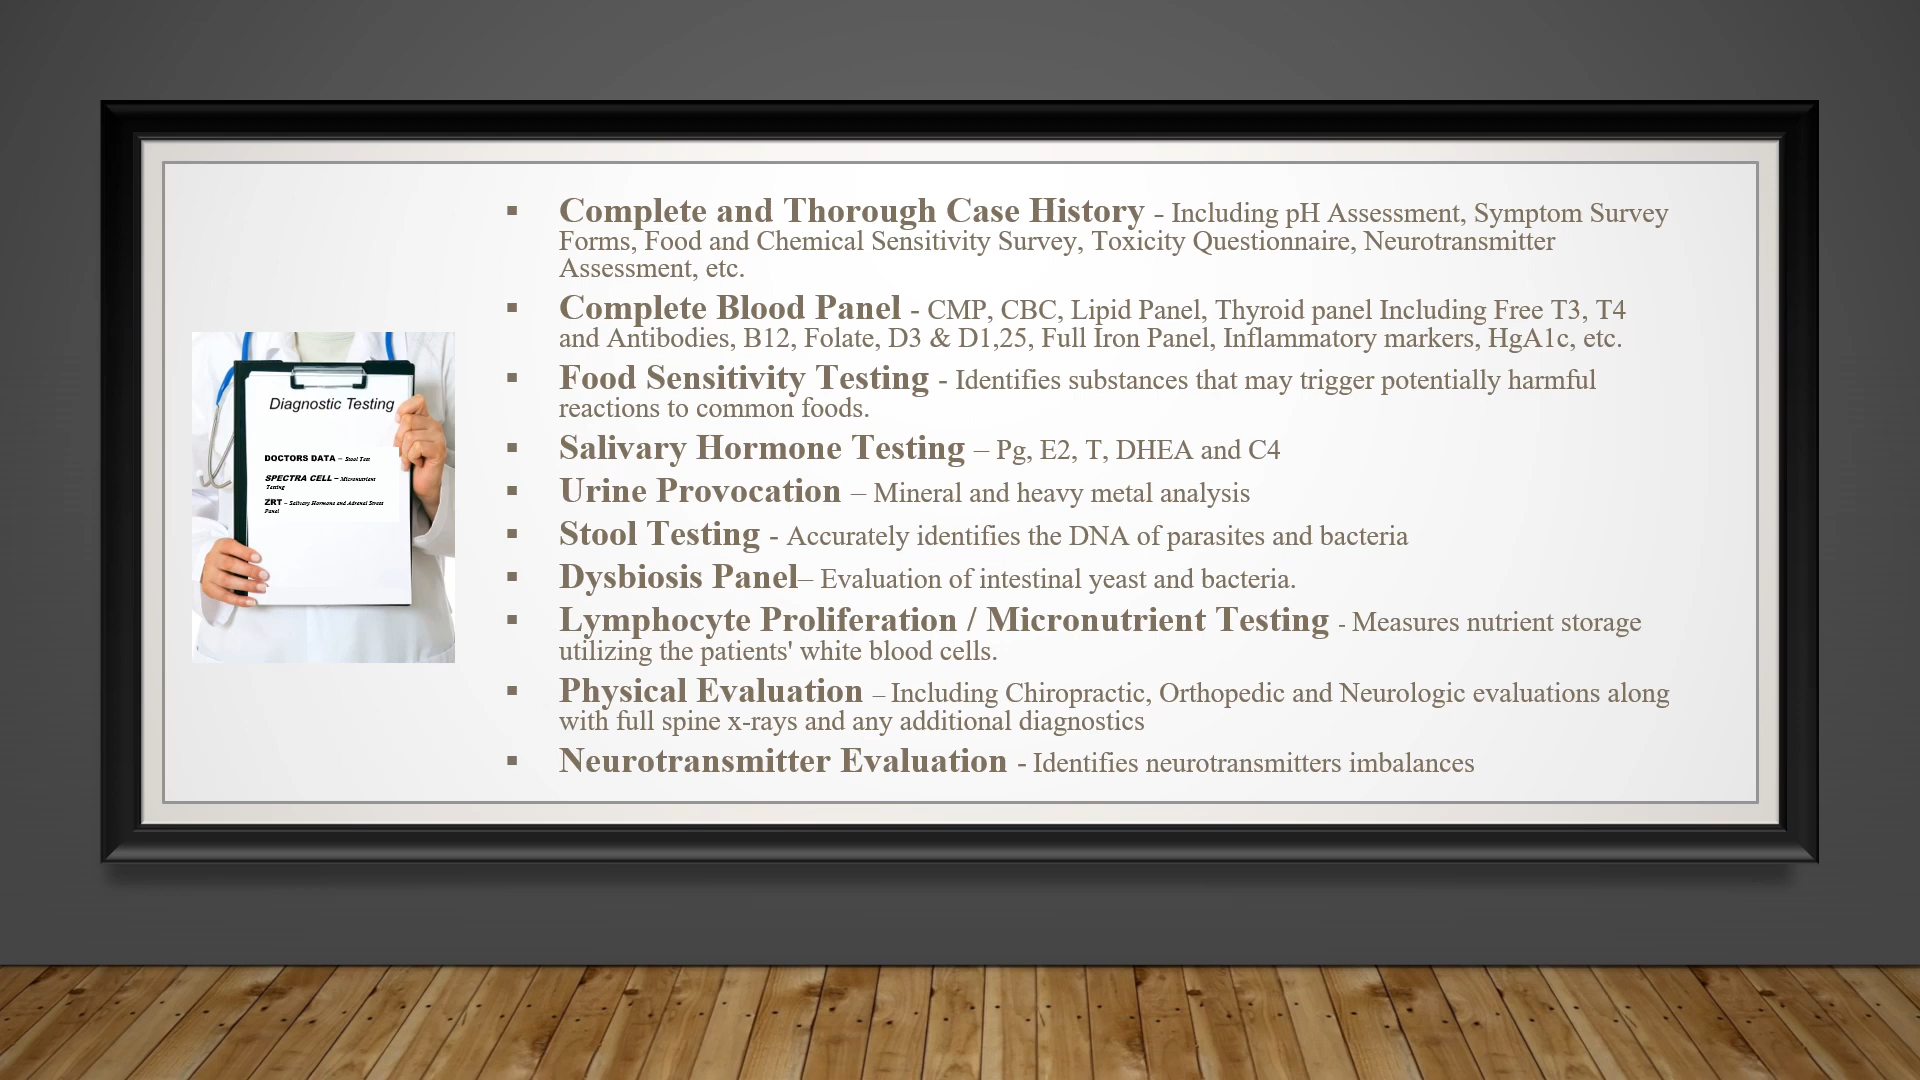 Diagnostic Testing
DOCTORS DATA – Stool Test
SPECTRA CELL – Micronutrient
Testing
ZRT – Salivary Hormone and Adrenal Stress
Panel
▪ Complete and Thorough Case History - Including pH Assessment, Symptom Survey
Forms, Food and Chemical Sensitivity Survey, Toxicity Questionnaire, Neurotransmitter
Assessment, etc.
▪ Complete Blood Panel - CMP, CBC, Lipid Panel, Thyroid panel Including Free T3, T4
and Antibodies, B12, Folate, D3 & D1,25, Full Iron Panel, Inflammatory markers, HgA1c, etc.
▪ Food Sensitivity Testing - Identifies substances that may trigger potentially harmful
reactions to common foods.
▪ Salivary Hormone Testing – Pg, E2, T, DHEA and C4
▪ Urine Provocation – Mineral and heavy metal analysis
▪ Stool Testing - Accurately identifies the DNA of parasites and bacteria
▪ Dysbiosis Panel– Evaluation of intestinal yeast and bacteria.
▪ Lymphocyte Proliferation / Micronutrient Testing - Measures nutrient storage
utilizing the patients' white blood cells.
▪ Physical Evaluation – Including Chiropractic, Orthopedic and Neurologic evaluations along
with full spine x-rays and any additional diagnostics
▪ Neurotransmitter Evaluation - Identifies neurotransmitters imbalances